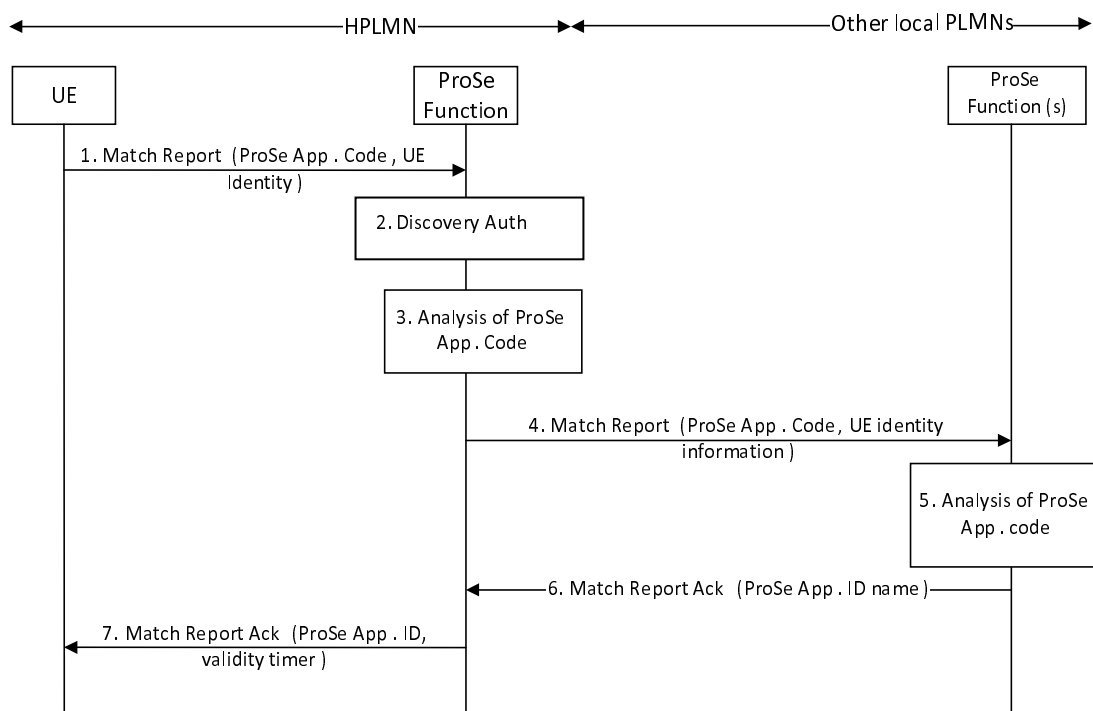 HPLMN
Other local PLMNs
UE
ProSe
Function
ProSe
Function (s)
1. Match Report (ProSe App . Code , UE
Identity )
2. Discovery Auth
3. Analysis of ProSe
App . Code
4. Match Report (ProSe App . Code, UE identity
information )
5. Analysis of ProSe
App . code
6. Match Report Ack (ProSe App . ID name )
7. Match Report Ack (ProSe App . ID,
validity timer )